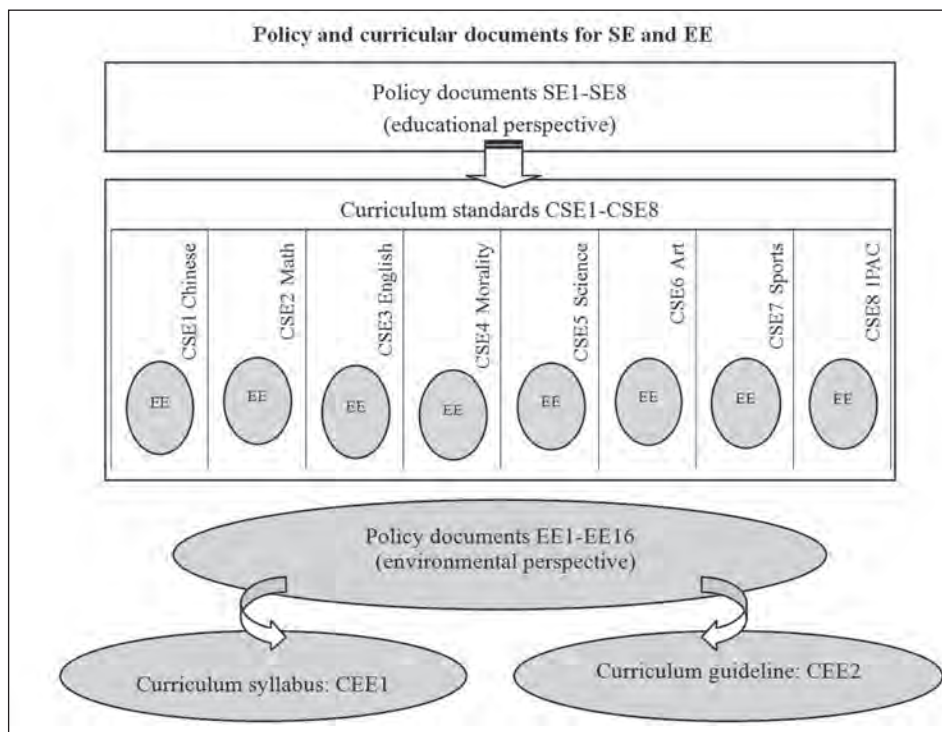 Policy and curricular documents for SE and EE
Policy documents SE1-SE8
(educational perspective)
Curriculum standards CSE1-CSE8
CSE1 Chinese
CSE2 Math
CSE3 English
CSE4 Morality
CSE5 Science
CSE6 Art
CSE7 Sports
CSE8 IPAC
EE
EE
EE
EE
EE
EE
EE
EE
Policy documents EE1-EE16
(environmental perspective)
Curriculum syllabus: CEE1
Curriculum guideline: CEE2